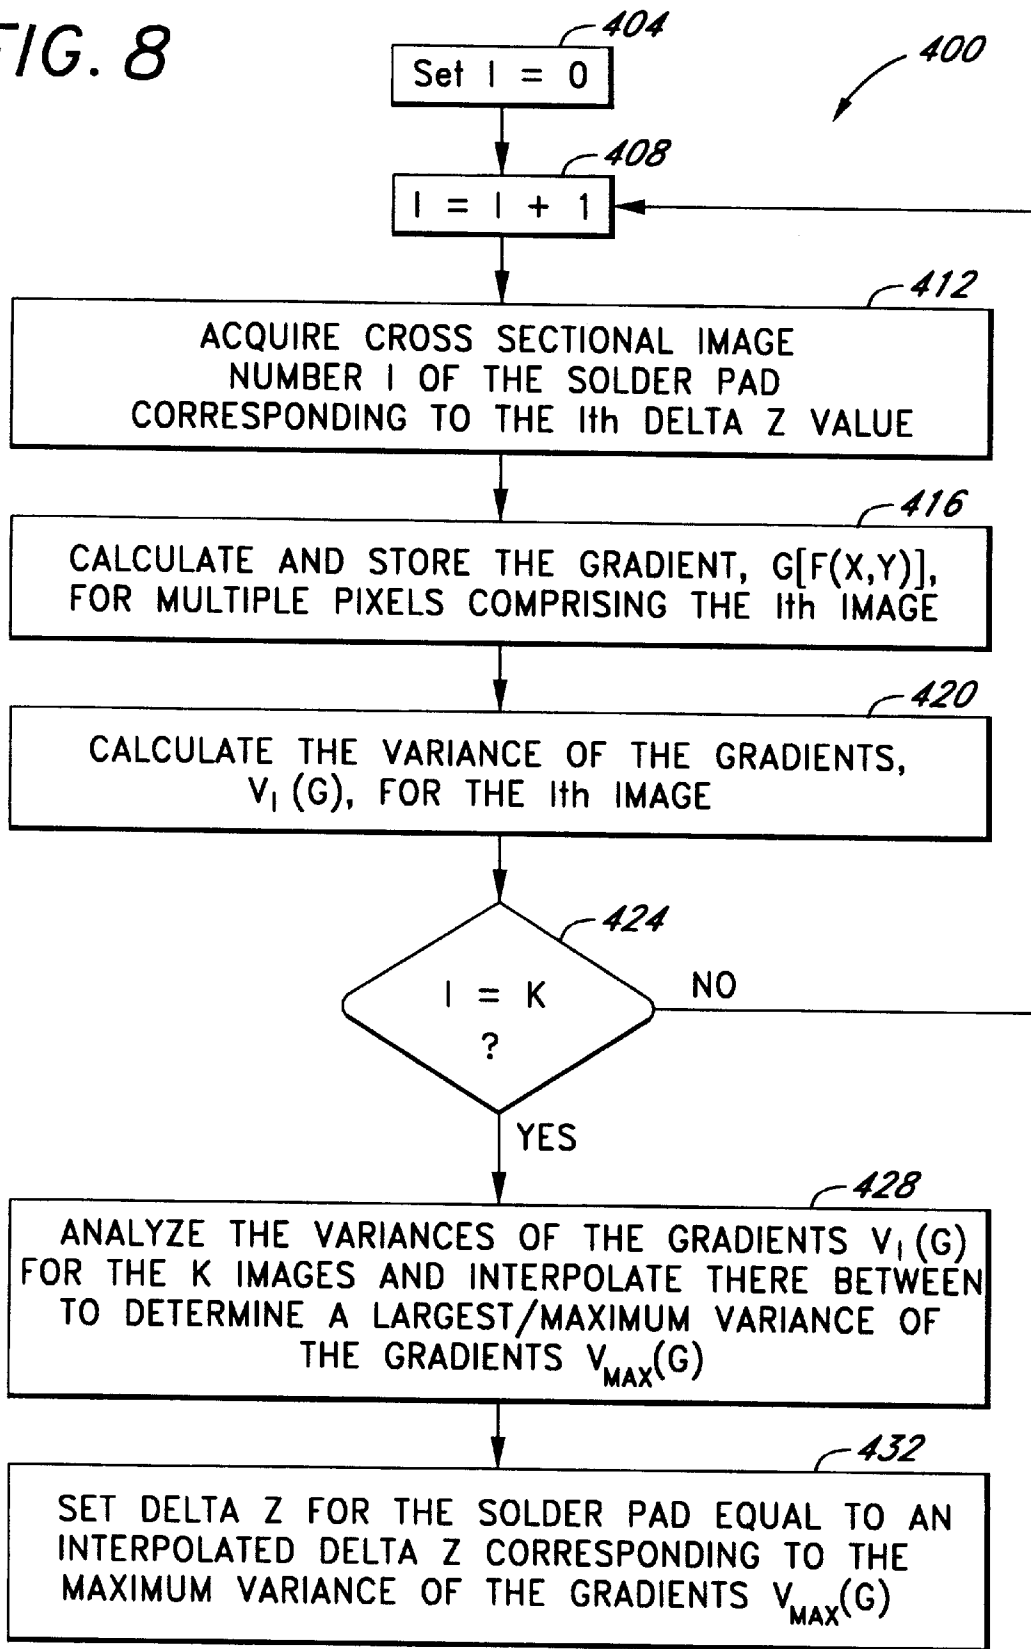 FIG. 8
404
400
Set I = 0
408
I = I + 1
412
ACQUIRE CROSS SECTIONAL IMAGE
NUMBER I OF THE SOLDER PAD
CORRESPONDING TO THE Ith DELTA Z VALUE
416
CALCULATE AND STORE THE GRADIENT, G[F(X,Y)],
FOR MULTIPLE PIXELS COMPRISING THE Ith IMAGE
420
CALCULATE THE VARIANCE OF THE GRADIENTS,
V_I (G), FOR THE Ith IMAGE
424
I = K
?
NO
YES
428
ANALYZE THE VARIANCES OF THE GRADIENTS V_I (G)
FOR THE K IMAGES AND INTERPOLATE THERE BETWEEN
TO DETERMINE A LARGEST/MAXIMUM VARIANCE OF
THE GRADIENTS V_MAX(G)
432
SET DELTA Z FOR THE SOLDER PAD EQUAL TO AN
INTERPOLATED DELTA Z CORRESPONDING TO THE
MAXIMUM VARIANCE OF THE GRADIENTS V_MAX(G)